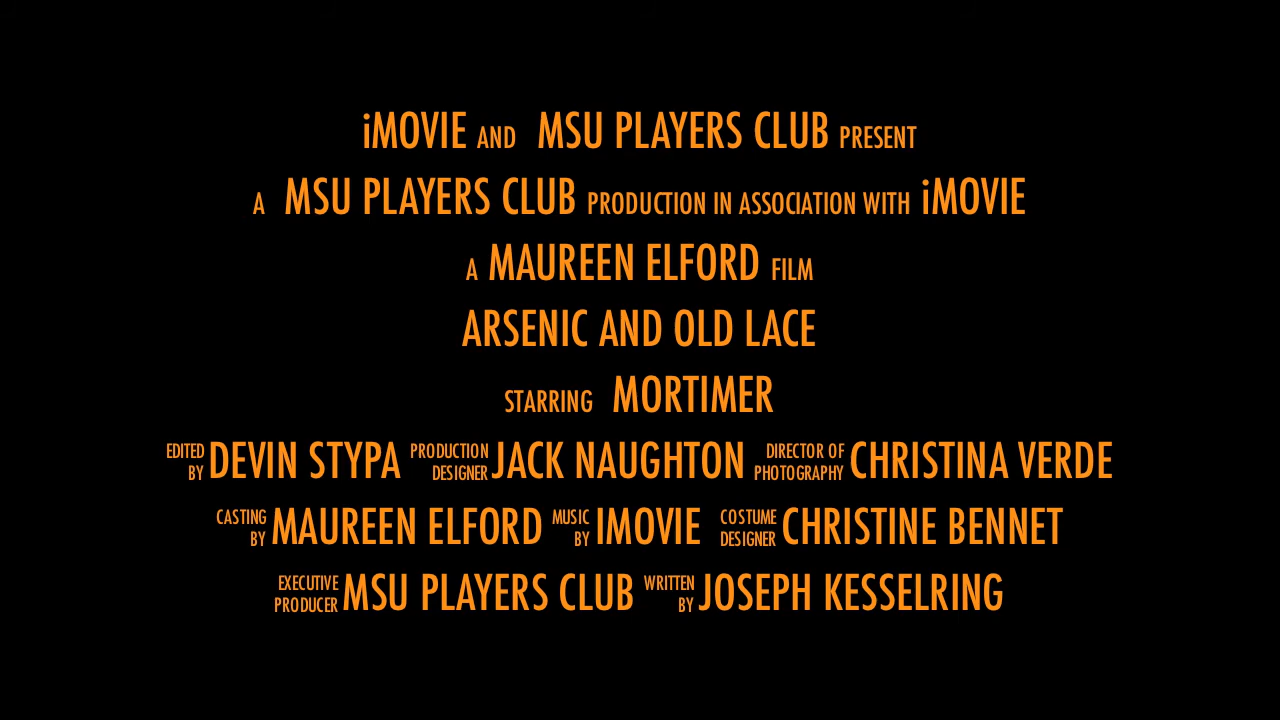 iMOVIE AND MSU PLAYERS CLUB PRESENT
A MSU PLAYERS CLUB PRODUCTION IN ASSOCIATION WITH iMOVIE
A MAUREEN ELFORD FILM
ARSENIC AND OLD LACE
STARRING MORTIMER
EDITED BY DEVIN STYPA PRODUCTION DESIGNER JACK NAUGHTON DIRECTOR OF PHOTOGRAPHY CHRISTINA VERDE
CASTING BY MAUREEN ELFORD MUSIC BY IMOVIE COSTUME DESIGNER CHRISTINE BENNET
EXECUTIVE PRODUCER MSU PLAYERS CLUB WRITTEN BY JOSEPH KESSELRING